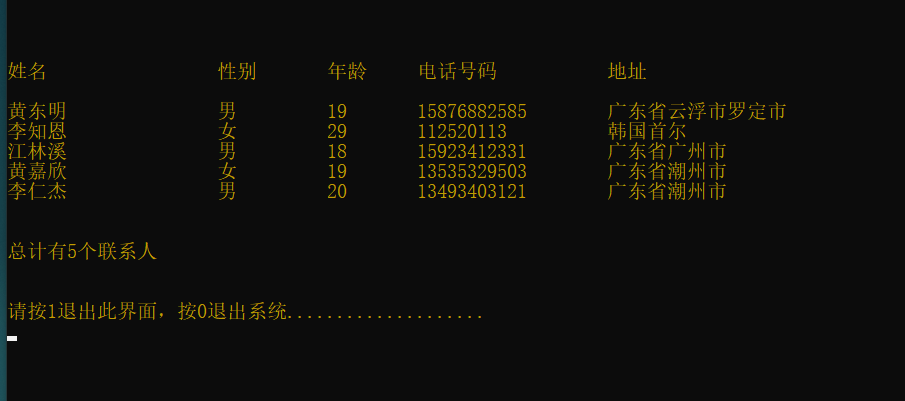 姓名 性别 年龄 电话号码 地址
黄东明 男 19 15876882585 广东省云浮市罗定市
李知恩 女 29 112520113 韩国首尔
江林溪 男 18 15923412331 广东省广州市
黄嘉欣 女 19 13535329503 广东省潮州市
李仁杰 男 20 13493403121 广东省潮州市
总计有5个联系人
请按1退出此界面，按0退出系统....................